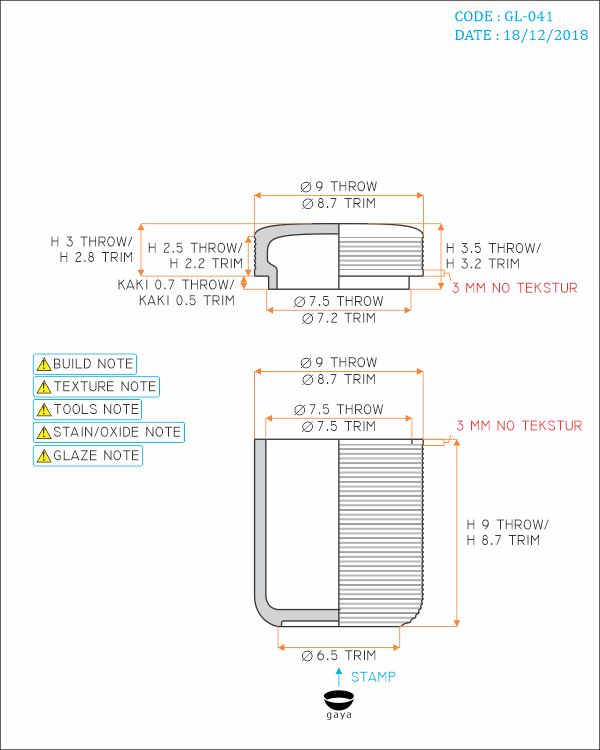 CODE : GL-041
DATE : 18/12/2018
Ø 9 THROW
Ø 8.7 TRIM
H 3 THROW/
H 2.8 TRIM
H 2.5 THROW/
H 2.2 TRIM
H 3.5 THROW/
H 3.2 TRIM
KAKI 0.7 THROW/
KAKI 0.5 TRIM
3 MM NO TEKSTUR
Ø 7.5 THROW
Ø 7.2 TRIM
BUILD NOTE
TEXTURE NOTE
TOOLS NOTE
STAIN/OXIDE NOTE
GLAZE NOTE
Ø 9 THROW
Ø 8.7 TRIM
Ø 7.5 THROW
Ø 7.5 TRIM
3 MM NO TEKSTUR
H 9 THROW/
H 8.7 TRIM
Ø 6.5 TRIM
STAMP
gaya